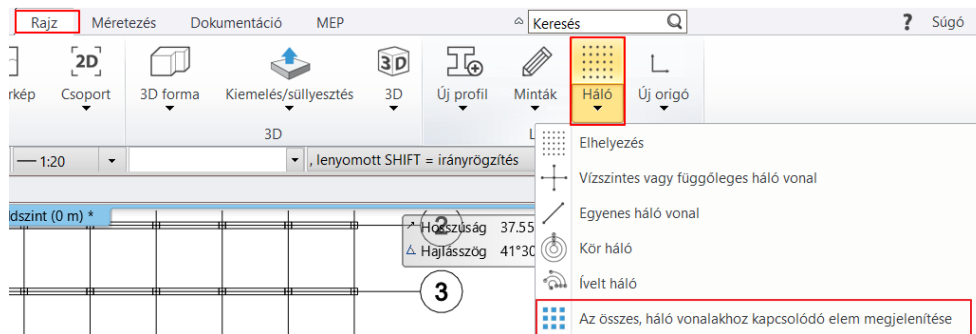 Rajz Méretezés Dokumentáció MEP Keresés ? Súgó
rkép Csoport 3D forma Kiemelés/süllyesztés 3D Új profil Minták Háló Új origó
2D 3D
3D L
1:20 , lenyomott SHIFT = irányrögzítés
Elhelyezés
Vízszintes vagy függőleges háló vonal
Egyenes háló vonal
Kör háló
Ívelt háló
Az összes, háló vonalakhoz kapcsolódó elem megjelenítése
ldszint (0 m) *
2
Hosszúság 37.55
Hajlásszög 41°30
3